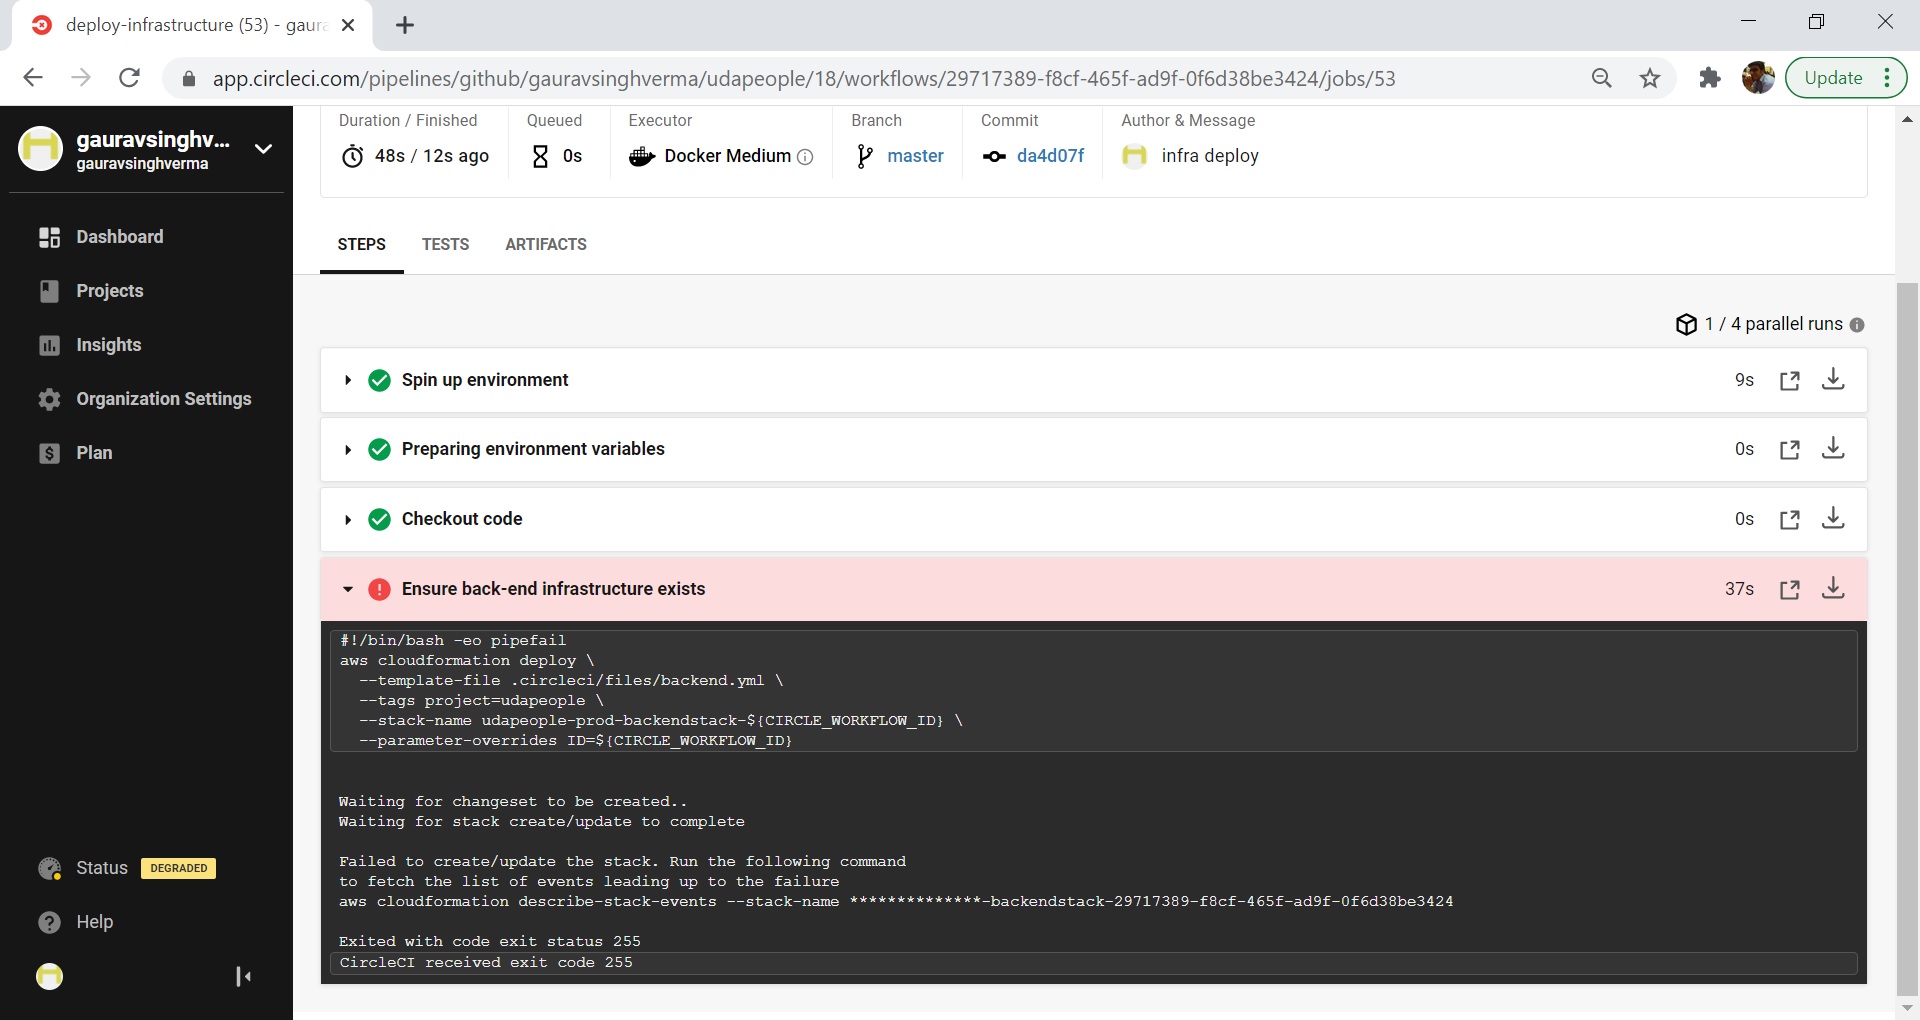 deploy-infrastructure (53) - gaura
app.circleci.com/pipelines/github/gauravsinghverma/udapeople/18/workflows/29717389-f8cf-465f-ad9f-0f6d38be3424/jobs/53
Update
gauravsinghv...
gauravsinghverma
Dashboard
Projects
Insights
Organization Settings
Plan
Status DEGRADED
Help
Duration / Finished
48s / 12s ago
Queued
0s
Executor
Docker Medium
Branch
master
Commit
da4d07f
Author & Message
infra deploy
STEPS TESTS ARTIFACTS
1 / 4 parallel runs
Spin up environment 9s
Preparing environment variables 0s
Checkout code 0s
Ensure back-end infrastructure exists 37s
#!/bin/bash -eo pipefail
aws cloudformation deploy \
--template-file .circleci/files/backend.yml \
--tags project=udapeople \
--stack-name udapeople-prod-backendstack-${CIRCLE_WORKFLOW_ID} \
--parameter-overrides ID=${CIRCLE_WORKFLOW_ID}
Waiting for changeset to be created..
Waiting for stack create/update to complete
Failed to create/update the stack. Run the following command
to fetch the list of events leading up to the failure
aws cloudformation describe-stack-events --stack-name **************-backendstack-29717389-f8cf-465f-ad9f-0f6d38be3424
Exited with code exit status 255
CircleCI received exit code 255